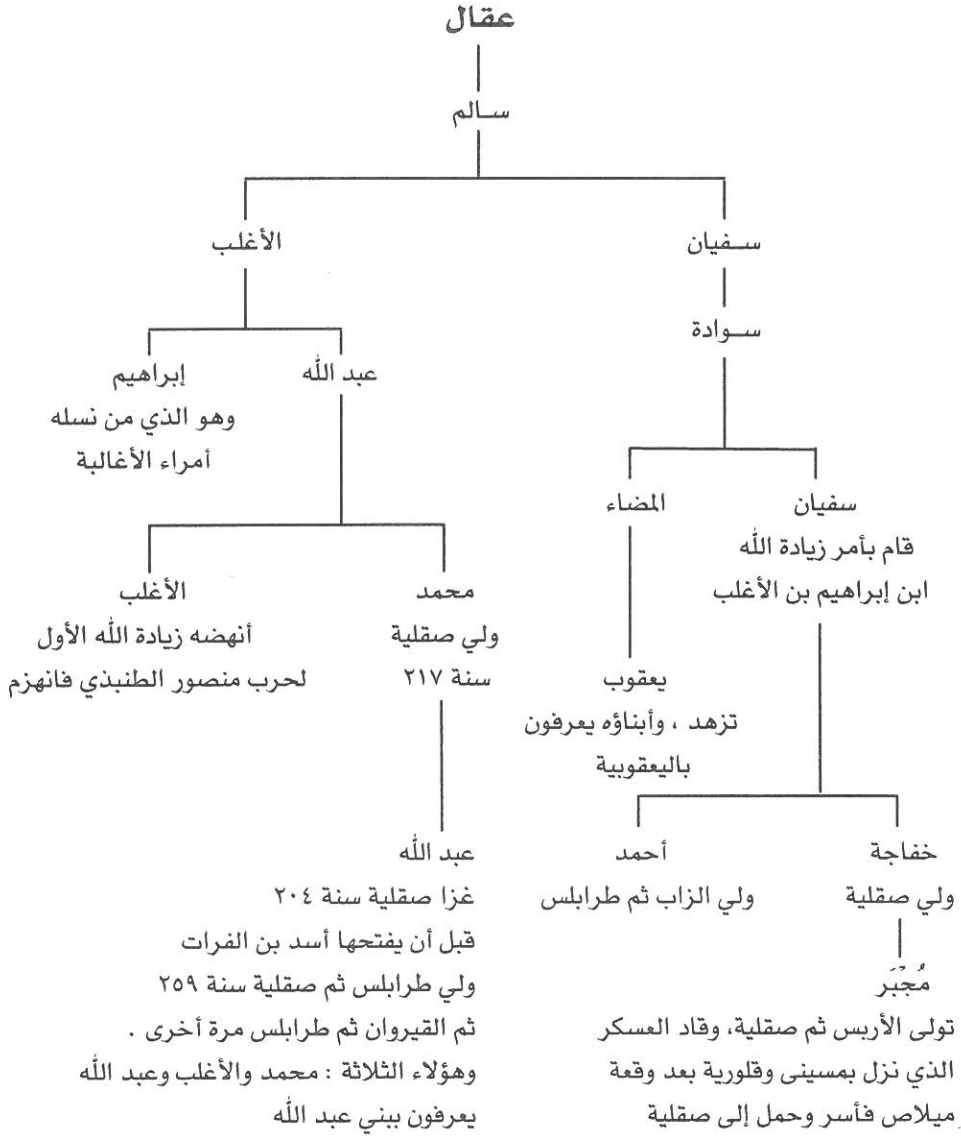 عقال
سالم
سفيان
الأغلب
سوادة
عبد الله
إبراهيم
وهو الذي من نسله
أمراء الأغالبة
سفيان
قام بأمر زيادة الله
ابن إبراهيم بن الأغلب
المضاء
محمد
ولي صقلية
سنة ٢١٧
الأغلب
أنهضه زيادة الله الأول
لحرب منصور الطنبذي فانهزم
يعقوب
تزهد ، وأبناؤه يعرفون
باليعقوبية
خفاجة
ولي صقلية
أحمد
ولي الزاب ثم طرابلس
عبد الله
غزا صقلية سنة ٢٠٤
قبل أن يفتحها أسد بن الفرات
ولي طرابلس ثم صقلية سنة ٢٥٩
ثم القيروان ثم طرابلس مرة أخرى .
وهؤلاء الثلاثة : محمد والأغلب وعبد الله
يعرفون ببني عبد الله
مُجْبَر
تولى الأربس ثم صقلية، وقاد العسكر
الذي نزل بمسينى وقلورية بعد وقعة
ميلاص فأسر وحمل إلى صقلية